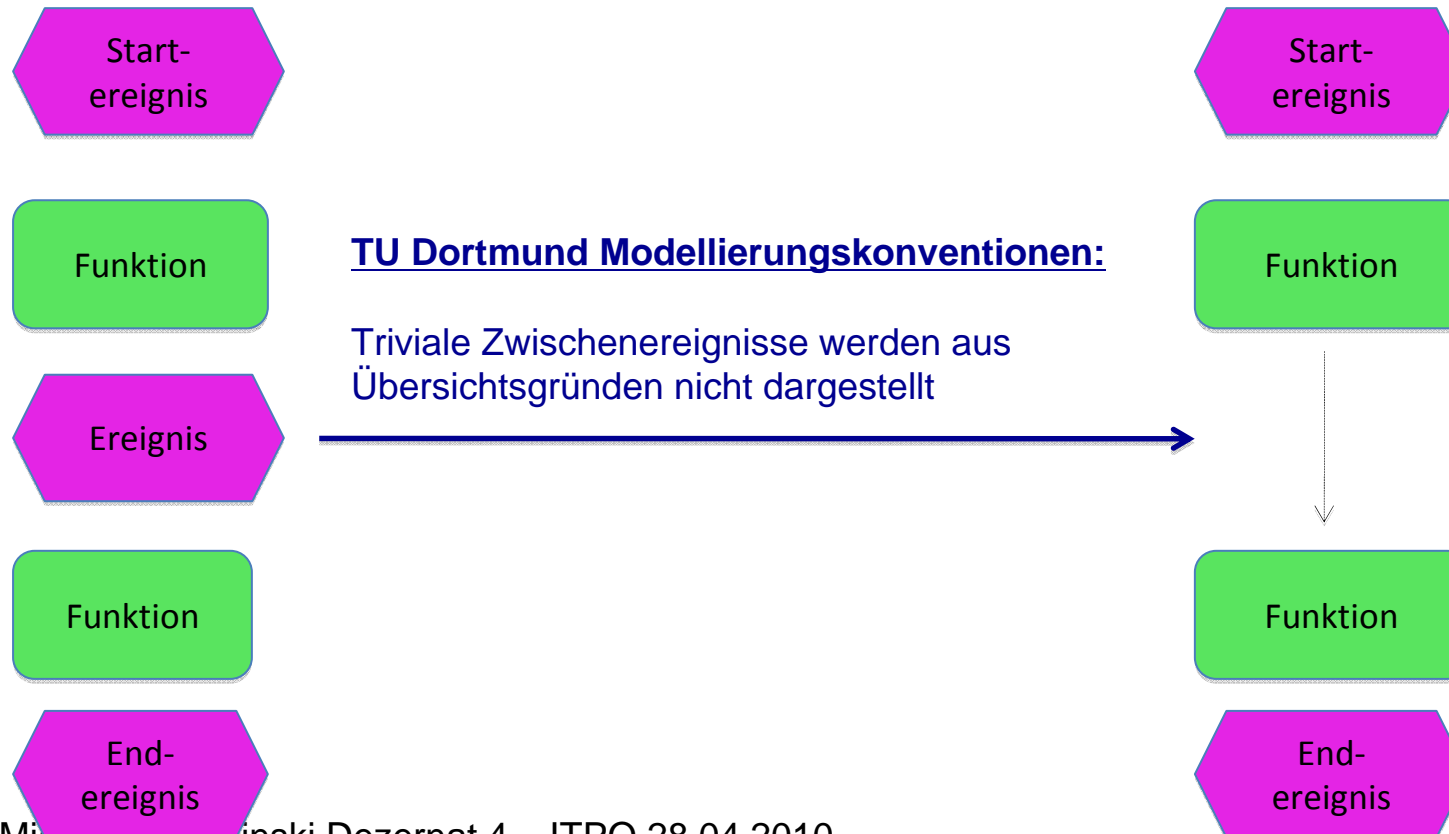 Start-
ereignis
Funktion
Ereignis
Funktion
End-
ereignis
TU Dortmund Modellierungskonventionen:
Triviale Zwischenereignisse werden aus
Übersichtsgründen nicht dargestellt
Start-
ereignis
Funktion
Funktion
End-
ereignis
Dezernat 4 – ITPO 28.04.2010